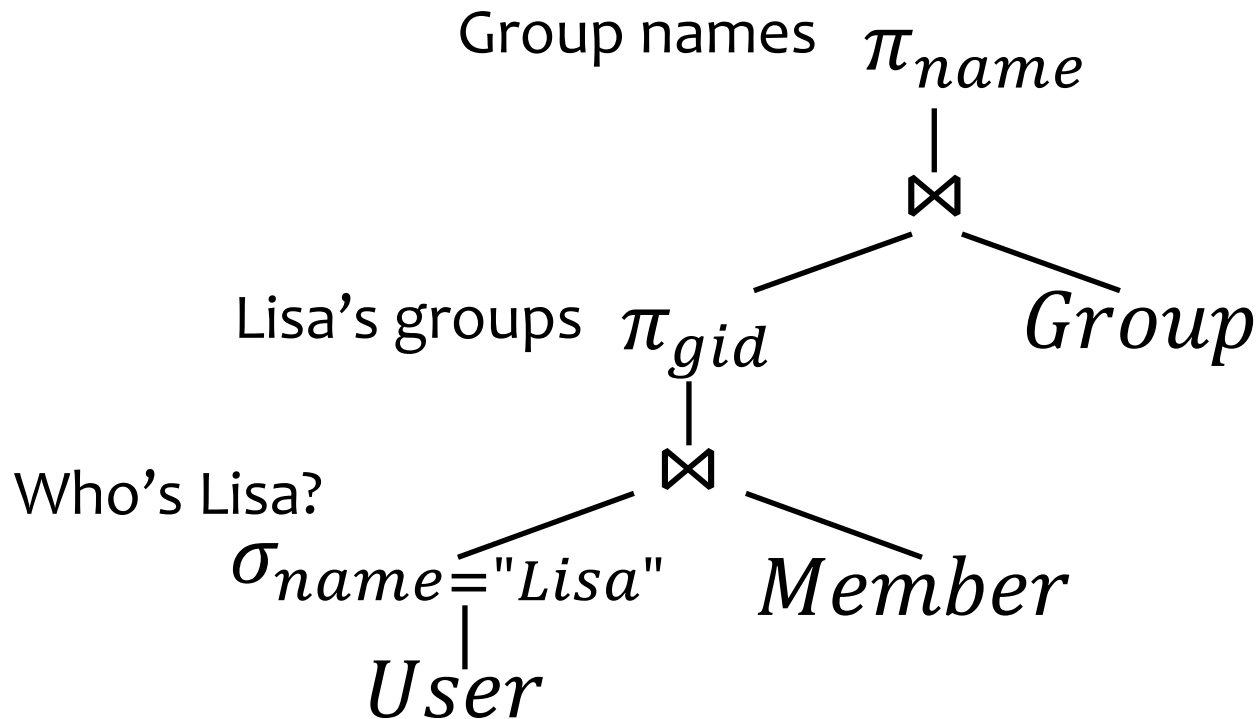 Group names π_name
⋈
Lisa’s groups π_gid Group
⋈
Who’s Lisa?
σ_name="Lisa" Member
User